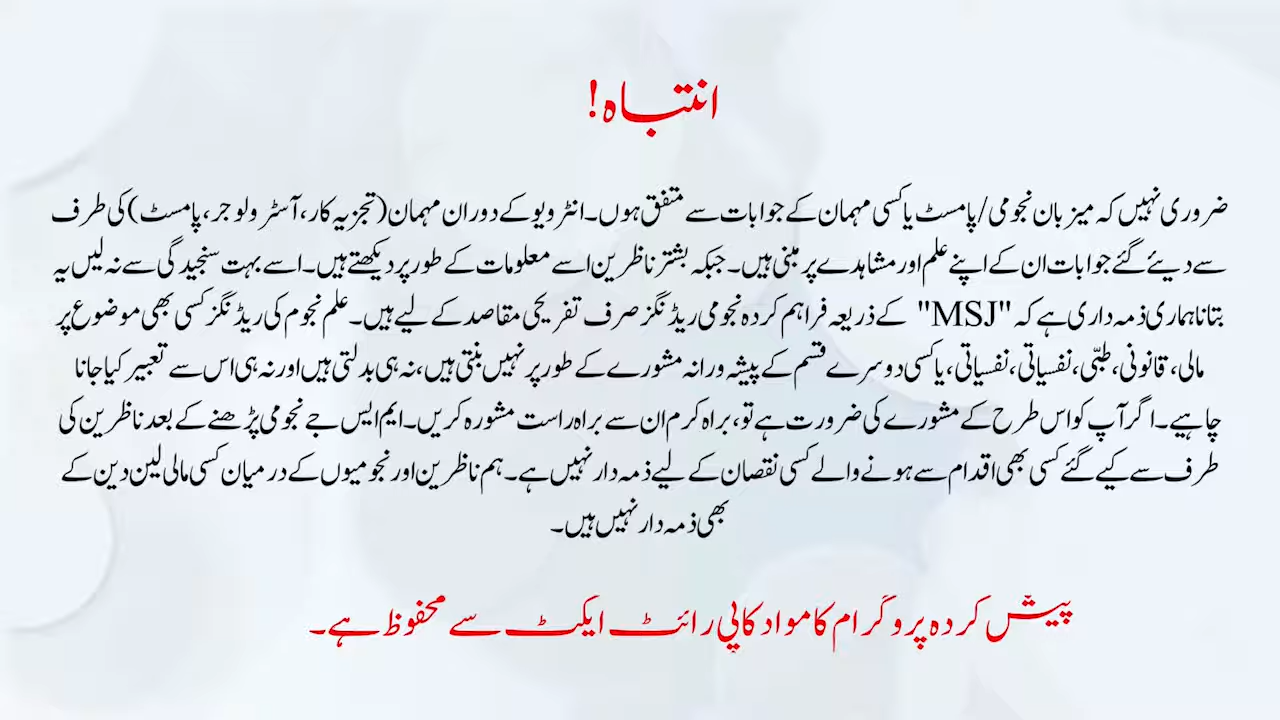 انتباہ!
ضروری نہیں کہ میزبان نجومی/پامسٹ یا کسی مہمان کے جوابات سے متفق ہوں۔ انٹرویو کے دوران مہمان (تجزیہ کار، آسٹرولوجر، پامسٹ) کی طرف
سے دیئے گئے جوابات ان کے اپنے علم اور مشاہدے پر مبنی ہیں۔ جبکہ بشتر ناظرین اسے معلومات کے طور پر دیکھتے ہیں۔ اسے بہت سنجیدگی سے نہ لیں یہ
بتانا ہماری ذمہ داری ہے کہ "MSJ" کے ذریعہ فراہم کردہ نجومی ریڈنگز صرف تفریحی مقاصد کے لیے ہیں۔ علم نجوم کی ریڈنگز کسی بھی موضوع پر
مالی، قانونی، طبّی، نفسیاتی، نفسیاتی، یا کسی دوسرے قسم کے پیشہ ورانہ مشورے کے طور پر نہیں بنتی ہیں، نہ ہی بدلتی ہیں اور نہ ہی اس سے تعبیر کیا جانا
چاہیے۔ اگر آپ کو اس طرح کے مشورے کی ضرورت ہے تو، براہ کرم ان سے براہ راست مشورہ کریں۔ ایم ایس جے نجومی پڑھنے کے بعد ناظرین کی
طرف سے کیے گئے کسی بھی اقدام سے ہونے والے کسی نقصان کے لیے ذمہ دار نہیں ہے۔ ہم ناظرین اور نجومیوں کے درمیان کسی مالی لین دین کے
بھی ذمہ دار نہیں ہیں۔
پیش کردہ پروگرام کا مواد کاپی رائٹ ایکٹ سے محفوظ ہے۔